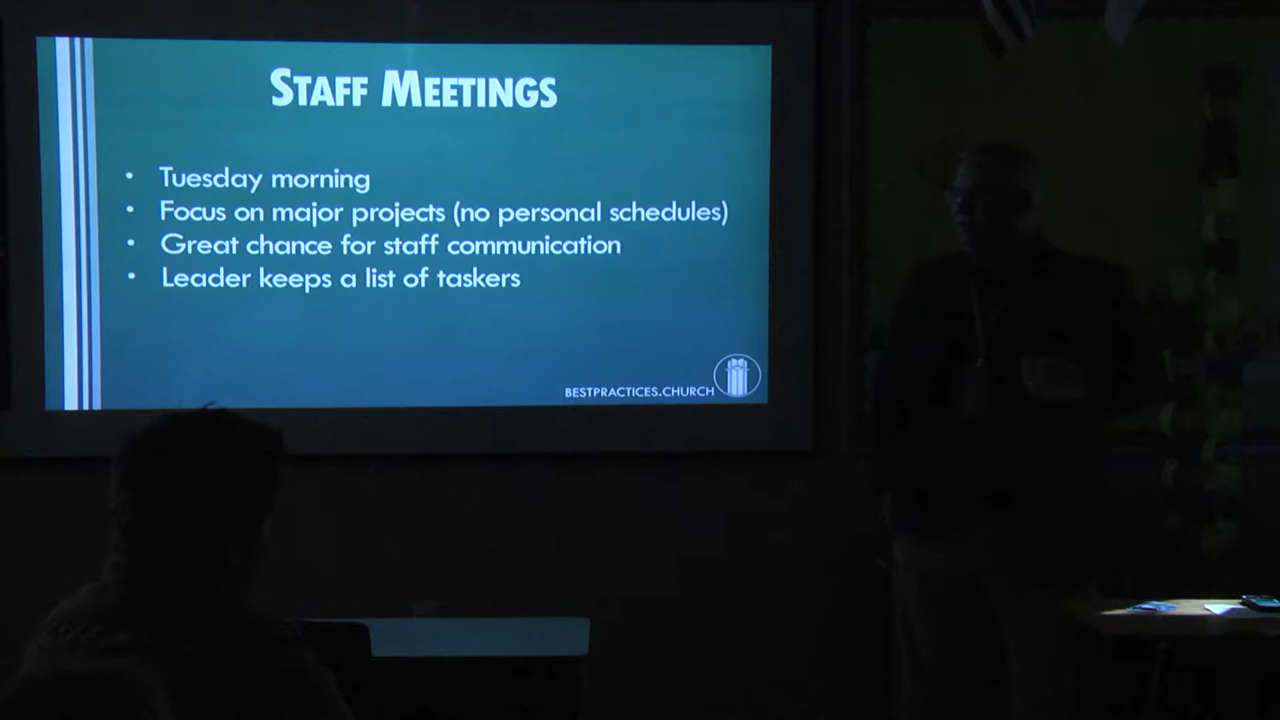 STAFF MEETINGS
• Tuesday morning
• Focus on major projects (no personal schedules)
• Great chance for staff communication
• Leader keeps a list of taskers
BESTPRACTICES.CHURCH